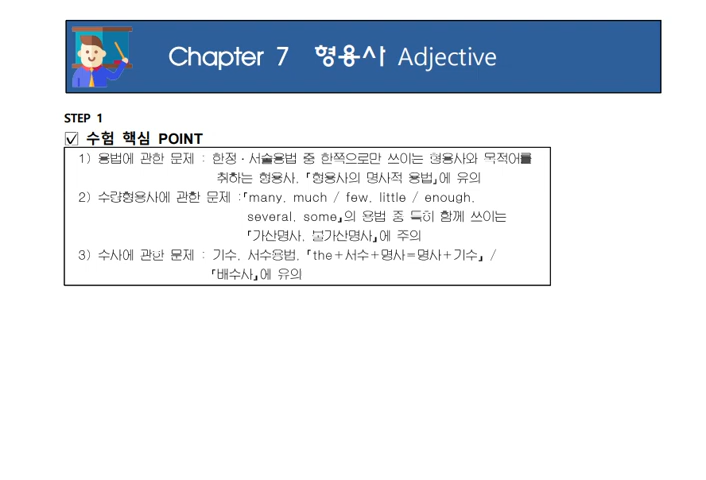 Chapter 7 형용사 Adjective
STEP 1
☑ 수험 핵심 POINT
1) 용법에 관한 문제 : 한정·서술용법 중 한쪽으로만 쓰이는 형용사와 목적어를
취하는 형용사, 「형용사의 명사적 용법」에 유의
2) 수량형용사에 관한 문제 :「many, much / few, little / enough,
several, some」의 용법 중 특히 함께 쓰이는
「가산명사, 불가산명사」에 주의
3) 수사에 관한 문제 : 기수, 서수용법, 「the+서수+명사=명사+기수」 /
「배수사」에 유의